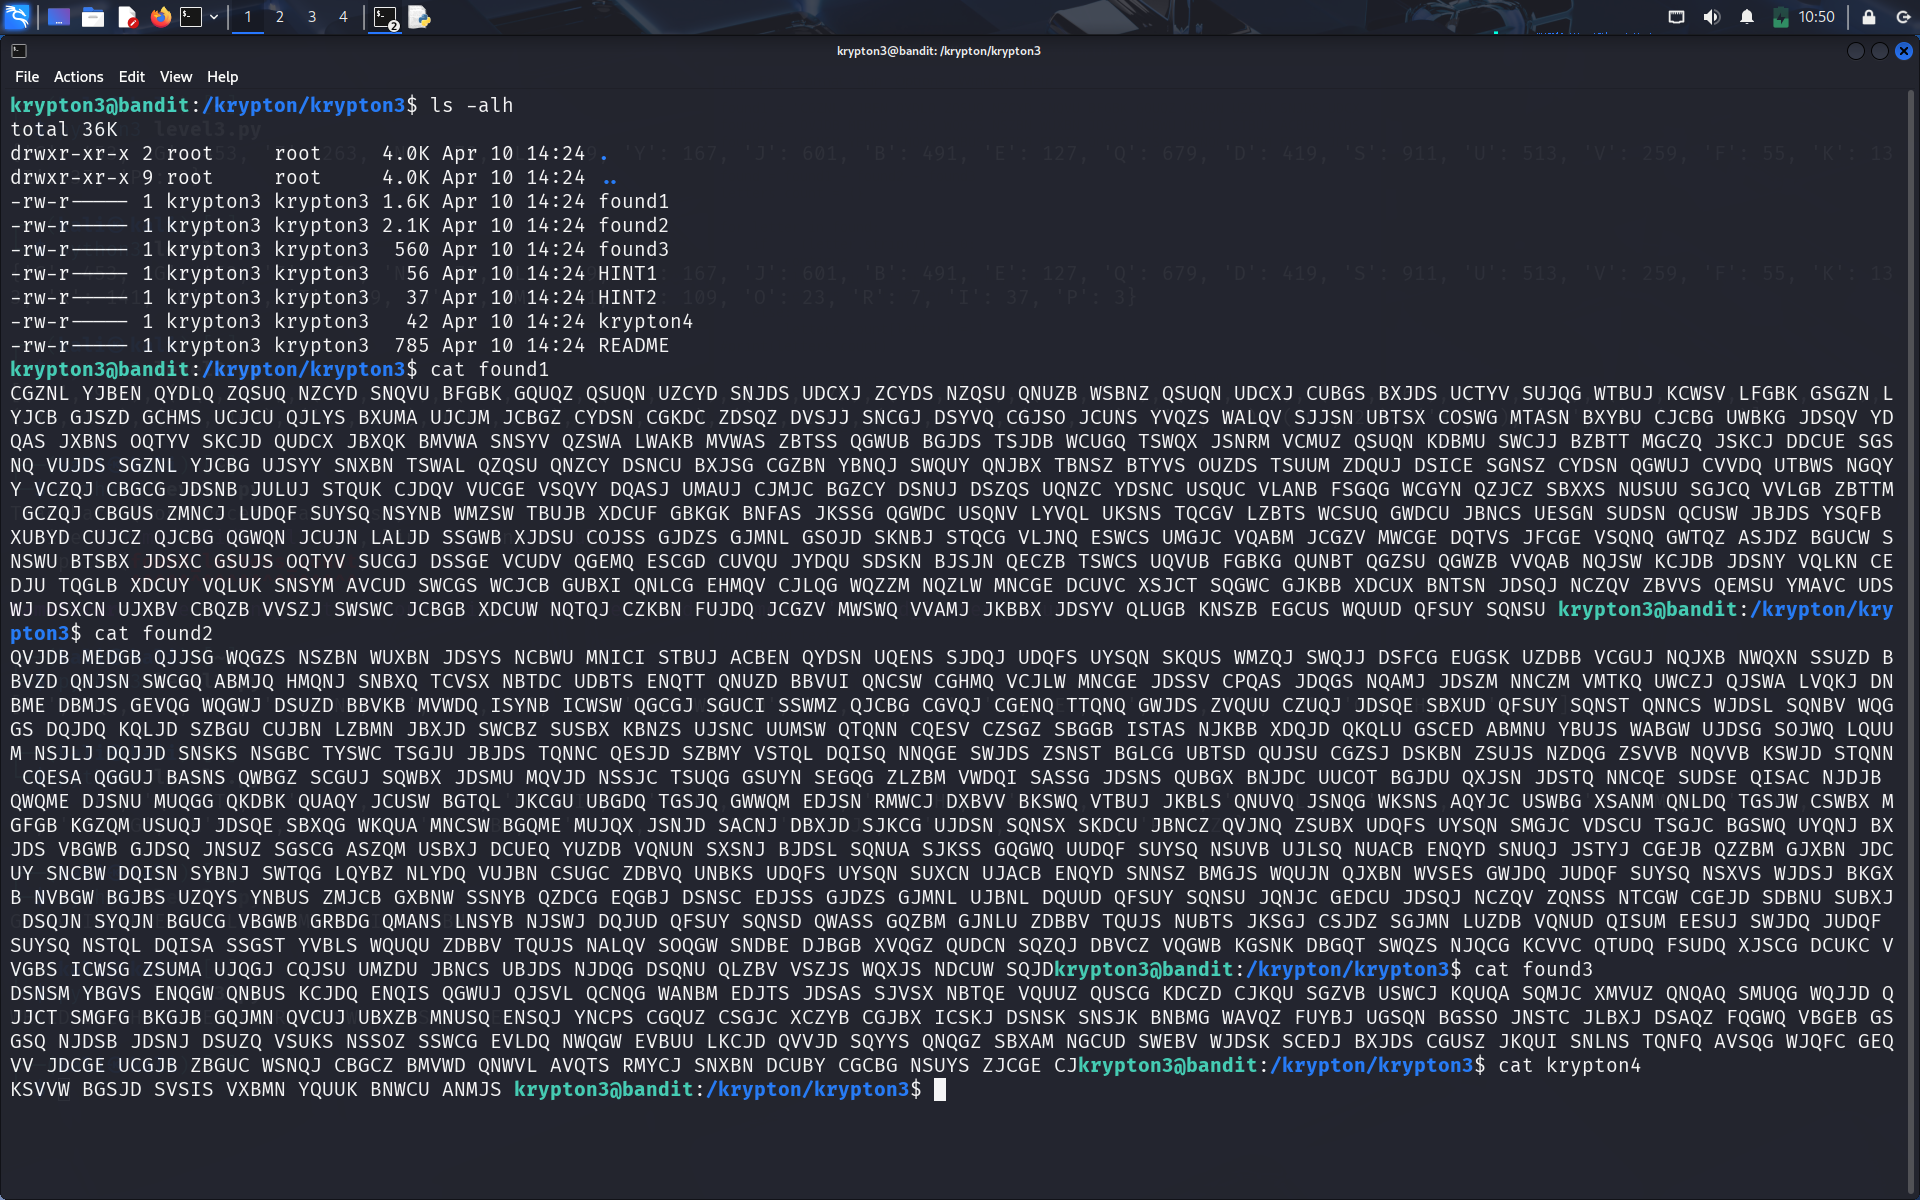 1 2 3 4 2 10:50
krypton3@bandit: /krypton/krypton3
File Actions Edit View Help
krypton3@bandit:/krypton/krypton3$ ls -alh
total 36K
drwxr-xr-x 2 root     root     4.0K Apr 10 14:24 .
drwxr-xr-x 9 root     root     4.0K Apr 10 14:24 ..
-rw-r----- 1 krypton3 krypton3 1.6K Apr 10 14:24 found1
-rw-r----- 1 krypton3 krypton3 2.1K Apr 10 14:24 found2
-rw-r----- 1 krypton3 krypton3  560 Apr 10 14:24 found3
-rw-r----- 1 krypton3 krypton3   56 Apr 10 14:24 HINT1
-rw-r----- 1 krypton3 krypton3   37 Apr 10 14:24 HINT2
-rw-r----- 1 krypton3 krypton3   42 Apr 10 14:24 krypton4
-rw-r----- 1 krypton3 krypton3  785 Apr 10 14:24 README
krypton3@bandit:/krypton/krypton3$ cat found1
CGZNL YJBEN QYDLQ ZQSUQ NZCYD SNQVU BFGBK GQUQZ QSUQN UZCYD SNJDS UDCXJ ZCYDS NZQSU QNUZB WSBNZ QSUQN UDCXJ CUBGS BXJDS UCTYV SUJQG WTBUJ KCWSV LFGBK GSGZN L
YJCB GJSZD GCHMS UCJCU QJLYS BXUMA UJCJM JCBGZ CYDSN CGKDC ZDSQZ DVSJJ SNCGJ DSYVQ CGJSO JCUNS YVQZS WALQV SJJSN UBTSX COSWG MTASN BXYBU CJCBG UWBKG JDSQV YD
QAS JXBNS OQTYV SKCJD QUDCX JBXQK BMVWA SNSYV QZSWA LWAKB MVWAS ZBTSS QGWUB BGJDS TSJDB WCUGQ TSWQX JSNRM VCMUZ QSUQN KDBMU SWCJJ BZBTT MGCZQ JSKCJ DDCUE SGS
NQ VUJDS SGZNL YJCBG UJSYY SNXBN TSWAL QZQSU QNZCY DSNCU BXJSG CGZBN YBNQJ SWQUY QNJBX TBNSZ BTYVS OUZDS TSUUM ZDQUJ DSICE SGNSZ CYDSN QGWUJ CVVDQ UTBWS NGQY
Y VCZQJ CBGCG JDSNB JULUJ STQUK CJDQV VUCGE VSQVY DQASJ UMAUJ CJMJC BGZCY DSNUJ DSZQS UQNZC YDSNC USQUC VLANB FSGQG WCGYN QZJCZ SBXXS NUSUU SGJCQ VVLGB ZBTTM
GCZQJ CBGUS ZMNCJ LUDQF SUYSQ NSYNB WMZSW TBUJB XDCUF GBKGK BNFAS JKSSG QGWDC USQNV LYVQL UKSNS TQCGV LZBTS WCSUQ GWDCU JBNCS UESGN SUDSN QCUSW JBJDS YSQFB
XUBYD CUJCZ QJCBG QGWQN JCUJN LALJD SSGWB XJDSU COJSS GJDZS GJMNL GSOJD SKNBJ STQCG VLJNQ ESWCS UMGJC VQABM JCGZV MWCGE DQTVS JFCGE VSQNQ GWTQZ ASJDZ BGUCW S
NSWU BTSBX JDSXC GSUJS OQTYV SUCGJ DSSGE VCUDV QGEMQ ESCGD CUVQU JYDQU SDSKN BJSJN QECZB TSWCS UQVUB FGBKG QUNBT QGZSU QGWZB VVQAB NQJSW KCJDB JDSNY VQLKN CE
DJU TQGLB XDCUY VQLUK SNSYM AVCUD SWCGS WCJCB GUBXI QNLCG EHMQV CJLQG WQZZM NQZLW MNCGE DCUVC XSJCT SQGWC GJKBB XDCUX BNTSN JDSQJ NCZQV ZBVVS QEMSU YMAVC UDS
WJ DSXCN UJXBV CBQZB VVSZJ SWSWC JCBGB XDCUW NQTQJ CZKBN FUJDQ JCGZV MWSWQ VVAMJ JKBBX JDSYV QLUGB KNSZB EGCUS WQUUD QFSUY SQNSU krypton3@bandit:/krypton/kry
pton3$ cat found2
QVJDB MEDGB QJJSG WQGZS NSZBN WUXBN JDSYS NCBWU MNICI STBUJ ACBEN QYDSN UQENS SJDQJ UDQFS UYSQN SKQUS WMZQJ SWQJJ DSFCG EUGSK UZDBB VCGUJ NQJXB NWQXN SSUZD B
BVZD QNJSN SWCGQ ABMJQ HMQNJ SNBXQ TCVSX NBTDC UDBTS ENQTT QNUZD BBVUI QNCSW CGHMQ VCJLW MNCGE JDSSV CPQAS JDQGS NQAMJ JDSZM NNCZM VMTKQ UWCZJ QJSWA LVQKJ DN
BME DBMJS GEVQG WQGWJ DSUZD BBVKB MVWDQ ISYNB ICWSW QGCGJ SGUCI SSWMZ QJCBG CGVQJ CGENQ TTQNQ GWJDS ZVQUU CZUQJ JDSQE SBXUD QFSUY SQNST QNNCS WJDSL SQNBV WQG
GS DQJDQ KQLJD SZBGU CUJBN LZBMN JBXJD SWCBZ SUSBX KBNZS UJSNC UUMSW QTQNN CQESV CZSGZ SBGGB ISTAS NJKBB XDQJD QKQLU GSCED ABMNU YBUJS WABGW UJDSG SOJWQ LQUU
M NSJLJ DQJJD SNSKS NSGBC TYSWC TSGJU JBJDS TQNNC QESJD SZBMY VSTQL DQISQ NNQGE SWJDS ZSNST BGLCG UBTSD QUJSU CGZSJ DSKBN ZSUJS NZDQG ZSVVB NQVVB KSWJD STQNN
CQESA QGGUJ BASNS QWBGZ SCGUJ SQWBX JDSMU MQVJD NSSJC TSUQG GSUYN SEGQG ZLZBM VWDQI SASSG JDSNS QUBGX BNJDC UUCOT BGJDU QXJSN JDSTQ NNCQE SUDSE QISAC NJDJB
QWQME DJSNU MUQGG QKDBK QUAQY JCUSW BGTQL JKCGU UBGDQ TGSJQ GWWQM EDJSN RMWCJ DXBVV BKSWQ VTBUJ JKBLS QNUVQ JSNQG WKSNS AQYJC USWBG XSANM QNLDQ TGSJW CSWBX M
GFGB KGZQM USUQJ JDSQE SBXQG WKQUA MNCSW BGQME MUJQX JSNJD SACNJ DBXJD SJKCG UJDSN SQNSX SKDCU JBNCZ QVJNQ ZSUBX UDQFS UYSQN SMGJC VDSCU TSGJC BGSWQ UYQNJ BX
JDS VBGWB GJDSQ JNSUZ SGSCG ASZQM USBXJ DCUEQ YUZDB VQNUN SXSNJ BJDSL SQNUA SJKSS GQGWQ UUDQF SUYSQ NSUVB UJLSQ NUACB ENQYD SNUQJ JSTYJ CGEJB QZZBM GJXBN JDC
UY SNCBW DQISN SYBNJ SWTQG LQYBZ NLYDQ VUJBN CSUGC ZDBVQ UNBKS UDQFS UYSQN SUXCN UJACB ENQYD SNNSZ BMGJS WQUJN QJXBN WVSES GWJDQ JUDQF SUYSQ NSXVS WJDSJ BKGX
B NVBGW BGJBS UZQYS YNBUS ZMJCB GXBNW SSNYB QZDCG EQGBJ DSNSC EDJSS GJDZS GJMNL UJBNL DQUUD QFSUY SQNSU JQNJC GEDCU JDSQJ NCZQV ZQNSS NTCGW CGEJD SDBNU SUBXJ
DSQJN SYQJN EBGUCG VBGWB GRBDG QMANS LNSYB NJSWJ DQJUD QFSUY SQNSD QWASS GQZBM GJNLU ZDBBV TQUJS NUBTS JKSGJ CSJDZ SGJMN LUZDB VQNUD QISUM EESUJ SWJDQ JUDQF
SUYSQ NSTQL DQISA SSGST YVBLS WQUQU ZDBBV TQUJS NALQV SOQGW SNDBE DJBGB XVQGZ QUDCN SQZQJ DBVCZ VQGWB KGSNK DBGQT SWQZS NJQCG KCVVC QTUDQ FSUDQ XJSCG DCUKC V
VGBS ICWSG ZSUMA UJQGJ CQJSU UMZDU JBNCS UBJDS NJDQG DSQNU QLZBV VSZJS WQXJS NDCUW SQJDkrypton3@bandit:/krypton/krypton3$ cat found3
DSNSM YBGVS ENQGW QNBUS KCJDQ ENQIS QGWUJ QJSVL QCNQG WANBM EDJTS JDSAS SJVSX NBTQE VQUUZ QUSCG KDCZD CJKQU SGZVB USWCJ KQUQA SQMJC XMVUZ QNQAQ SMUQG WQJJD Q
JJCT SMGFG BKGJB GQJMN QVCUJ UBXZB MNUSQ ENSQJ YNCPS CGQUZ CSGJC XCZYB CGJBX ICSKJ DSNSK SNSJK BNBMG WAVQZ FUYBJ UGSQN BGSSO JNSTC JLBXJ DSAQZ FQGWQ VBGEB GS
GSQ NJDSB JDSNJ DSUZQ VSUKS NSSOZ SSWCG EVLDQ NWQGW EVBUU LKCJD QVVJD SQYYS QNQGZ SBXAM NGCUD SWEBV WJDSK SCEDJ BXJDS CGUSZ JKQUI SNLNS TQNFQ AVSQG WJQFC GEQ
VV JDCGE UCGJB ZBGUC WSNQJ CBGCZ BMVWD QNWVL AVQTS RMYCJ SNXBN DCUBY CGCBG NSUYS ZJCGE CJkrypton3@bandit:/krypton/krypton3$ cat krypton4
KSVVW BGSJD SVSIS VXBMN YQUUK BNWCU ANMJS krypton3@bandit:/krypton/krypton3$